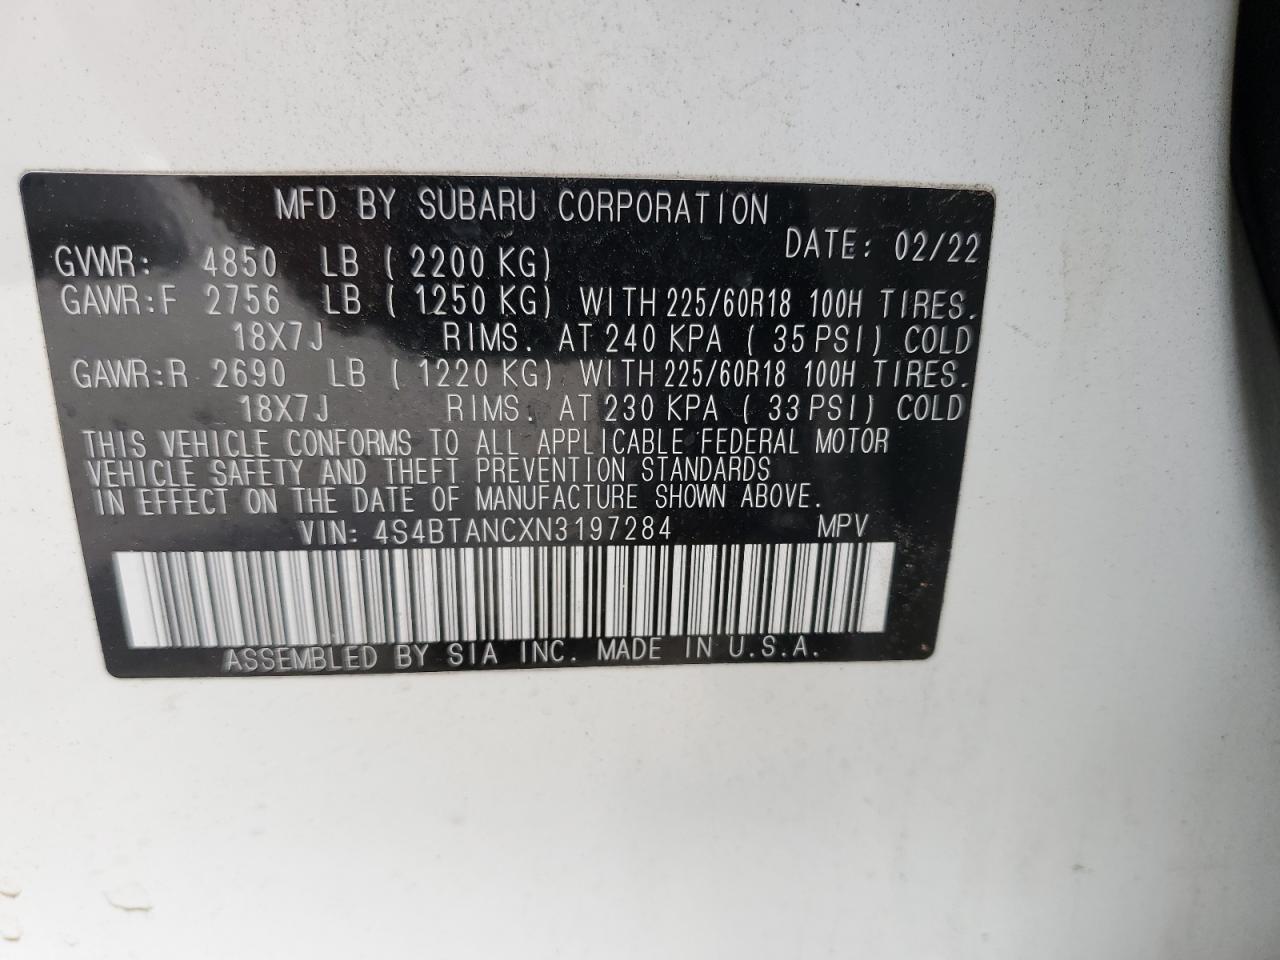 MFD BY SUBARU CORPORATION
DATE: 02/22
GVWR: 4850 LB ( 2200 KG)
GAWR:F 2756 LB ( 1250 KG) WITH 225/60R18 100H TIRES.
18X7J RIMS. AT 240 KPA ( 35 PSI) COLD
GAWR:R 2690 LB ( 1220 KG) WITH 225/60R18 100H TIRES.
18X7J RIMS. AT 230 KPA ( 33 PSI) COLD
THIS VEHICLE CONFORMS TO ALL APPLICABLE FEDERAL MOTOR
VEHICLE SAFETY AND THEFT PREVENTION STANDARDS
IN EFFECT ON THE DATE OF MANUFACTURE SHOWN ABOVE.
VIN: 4S4BTANCXN3197284 MPV
ASSEMBLED BY SIA INC. MADE IN U.S.A.